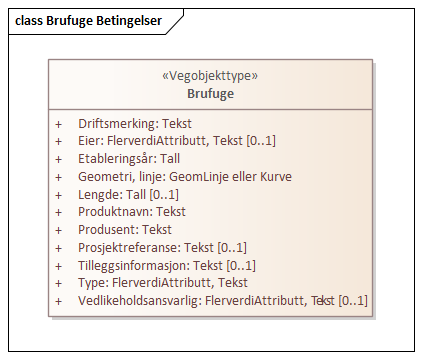 class Brufuge Betingelser
«Vegobjekttype»
Brufuge
+ Driftsmerking: Tekst
+ Eier: FlerverdiAttributt, Tekst [0..1]
+ Etableringsår: Tall
+ Geometri, linje: GeomLinje eller Kurve
+ Lengde: Tall [0..1]
+ Produktnavn: Tekst
+ Produsent: Tekst
+ Prosjektreferanse: Tekst [0..1]
+ Tilleggsinformasjon: Tekst [0..1]
+ Type: FlerverdiAttributt, Tekst
+ Vedlikeholdsansvarlig: FlerverdiAttributt, Tekst [0..1]